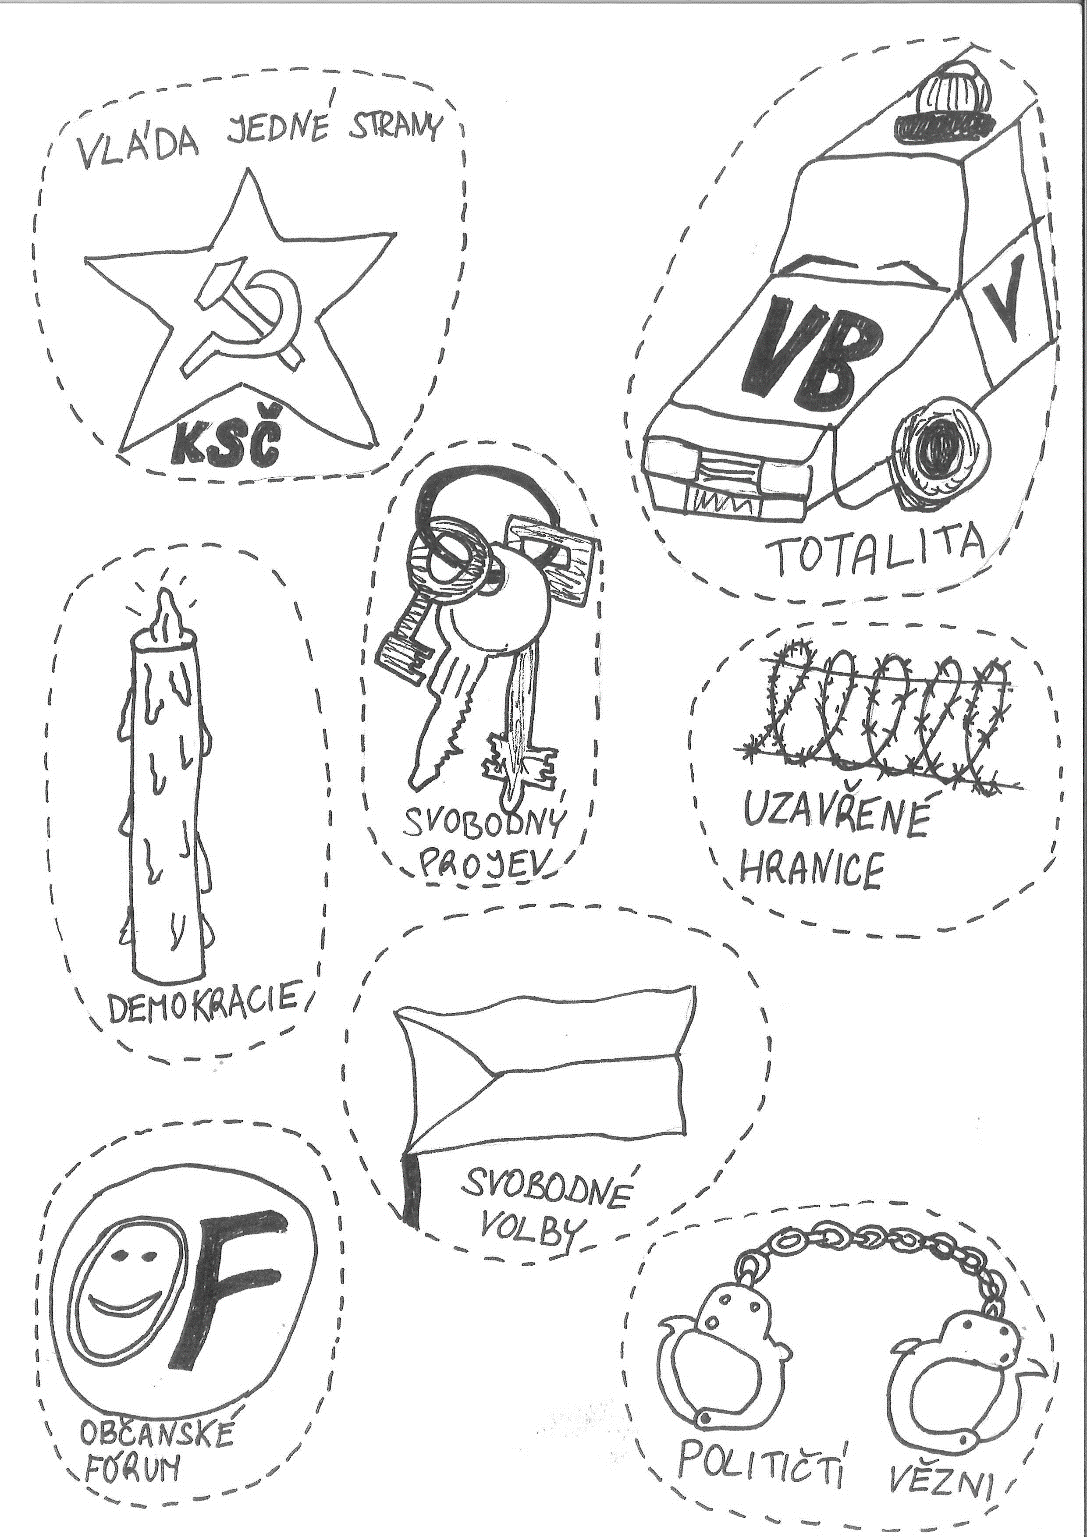 VLÁDA JEDNÉ STRANY
KSČ
VB
V
TOTALITA
SVOBODNÝ
PROJEV
UZAVŘENÉ
HRANICE
DEMOKRACIE
SVOBODNÉ
VOLBY
OF
OBČANSKÉ
FÓRUM
POLITIČTÍ VĚZNI